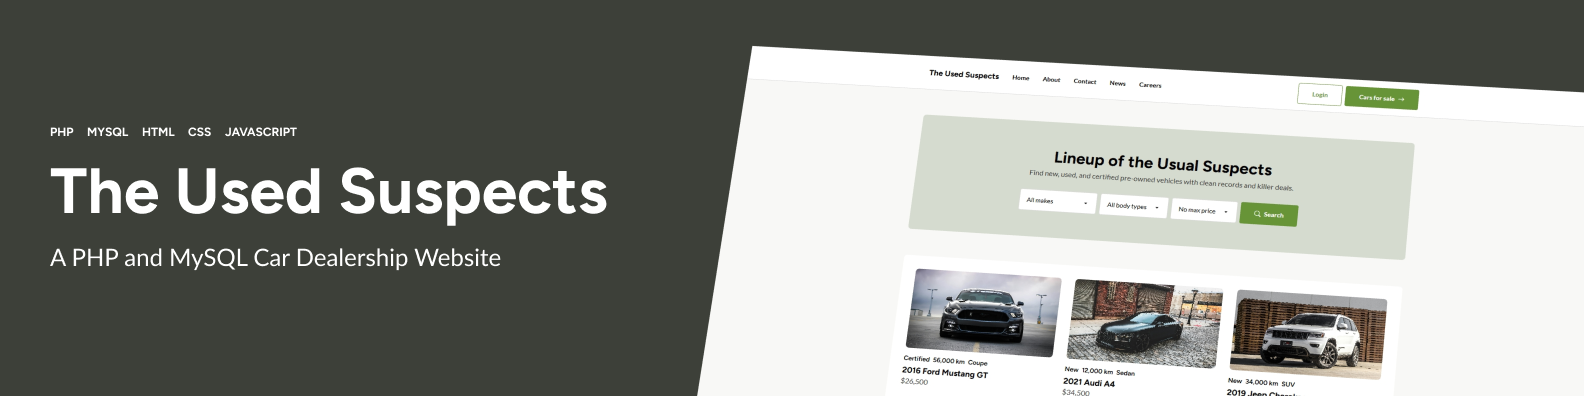 PHP MYSQL HTML CSS JAVASCRIPT
The Used Suspects
A PHP and MySQL Car Dealership Website
The Used Suspects Home About Contact News Careers Login Cars for sale →
Lineup of the Usual Suspects
Find new, used, and certified pre-owned vehicles with clean records and killer deals.
All makes All body types No max price Search
Certified 56,000 km Coupe
2016 Ford Mustang GT
$26,500
New 12,000 km Sedan
2021 Audi A4
$34,500
New 34,000 km SUV
2019 Jeep